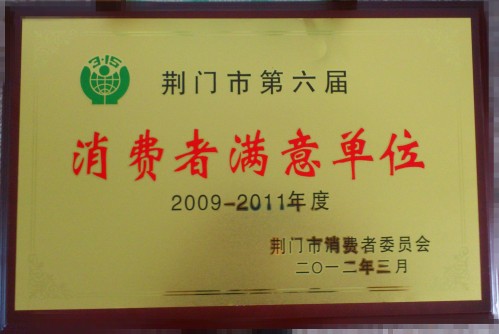 3·15
荆门市第六届
消费者满意单位
2009-2011年度
荆门市消费者委员会
二〇一二年三月